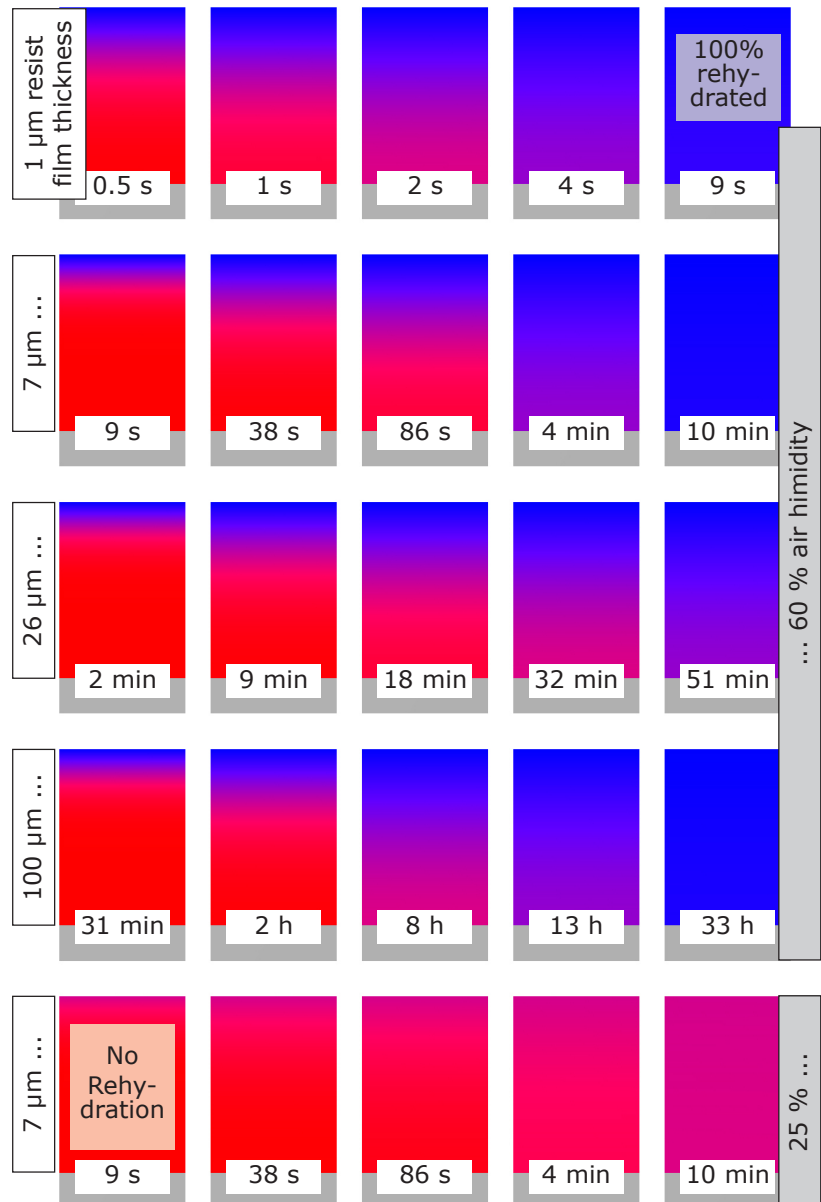 1 µm resist
film thickness
0.5 s
1 s
2 s
4 s
100%
rehy-
drated
9 s
7 µm ...
9 s
38 s
86 s
4 min
10 min
26 µm ...
2 min
9 min
18 min
32 min
51 min
100 µm ...
31 min
2 h
8 h
13 h
33 h
... 60 % air himidity
7 µm ...
No
Rehy-
dration
9 s
38 s
86 s
4 min
10 min
25 % ...